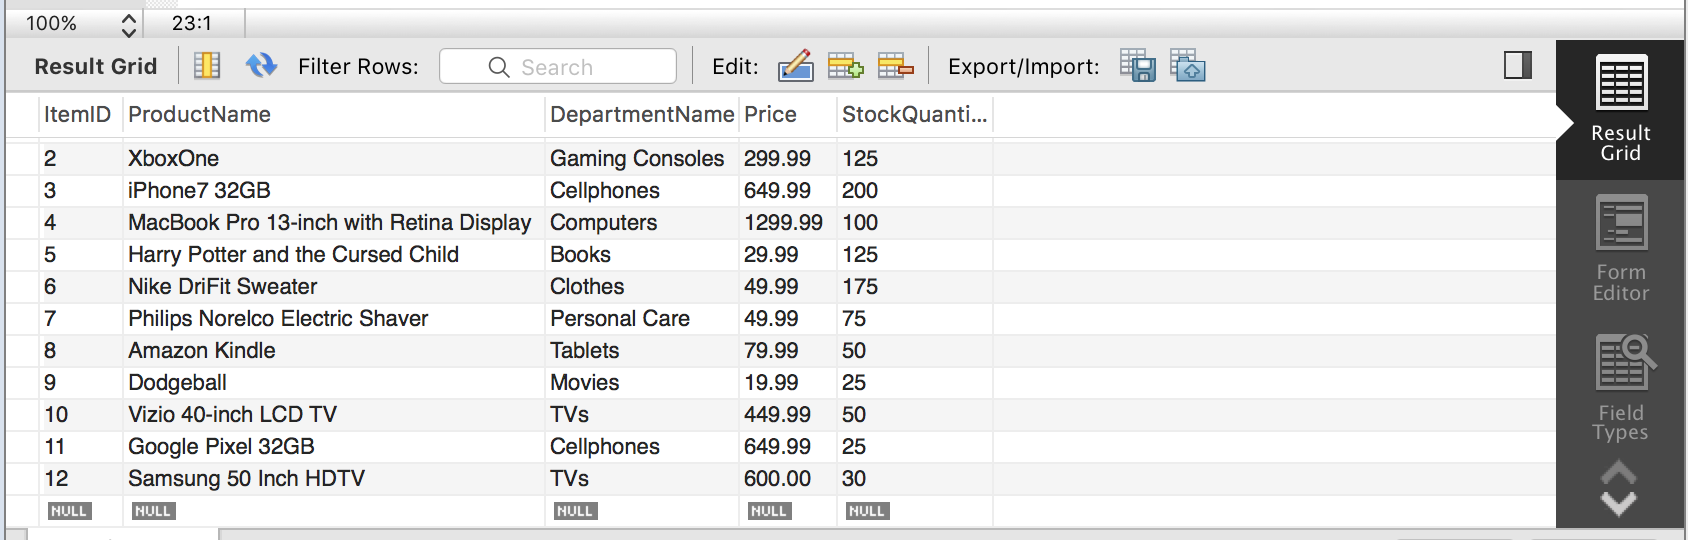 100% 23:1
Result Grid Filter Rows: Search Edit: Export/Import:
ItemID ProductName DepartmentName Price StockQuanti...
2 XboxOne Gaming Consoles 299.99 125
3 iPhone7 32GB Cellphones 649.99 200
4 MacBook Pro 13-inch with Retina Display Computers 1299.99 100
5 Harry Potter and the Cursed Child Books 29.99 125
6 Nike DriFit Sweater Clothes 49.99 175
7 Philips Norelco Electric Shaver Personal Care 49.99 75
8 Amazon Kindle Tablets 79.99 50
9 Dodgeball Movies 19.99 25
10 Vizio 40-inch LCD TV TVs 449.99 50
11 Google Pixel 32GB Cellphones 649.99 25
12 Samsung 50 Inch HDTV TVs 600.00 30
NULL NULL NULL NULL NULL
Result
Grid
Form
Editor
Field
Types